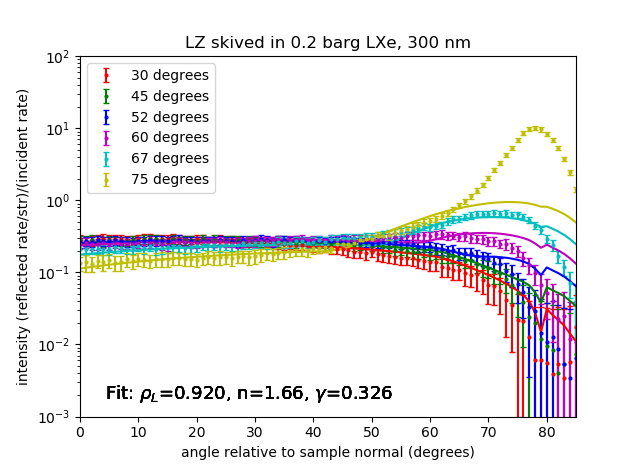 LZ skived in 0.2 barg LXe, 300 nm
intensity (reflected rate/str)/(incident rate)
10²
10¹
10⁰
10⁻¹
10⁻²
10⁻³
30 degrees
45 degrees
52 degrees
60 degrees
67 degrees
75 degrees
Fit: ρ_L=0.920, n=1.66, γ=0.326
0 10 20 30 40 50 60 70 80
angle relative to sample normal (degrees)